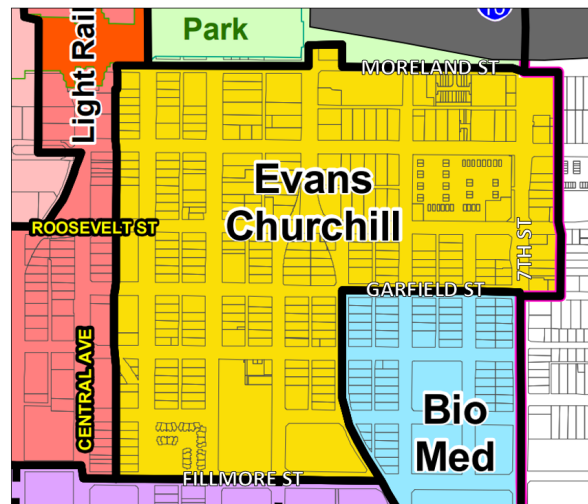 Park
10
Light Rail
MORELAND ST
Evans
Churchill
ROOSEVELT ST
7TH ST
GARFIELD ST
CENTRAL AVE
Bio
Med
FILLMORE ST